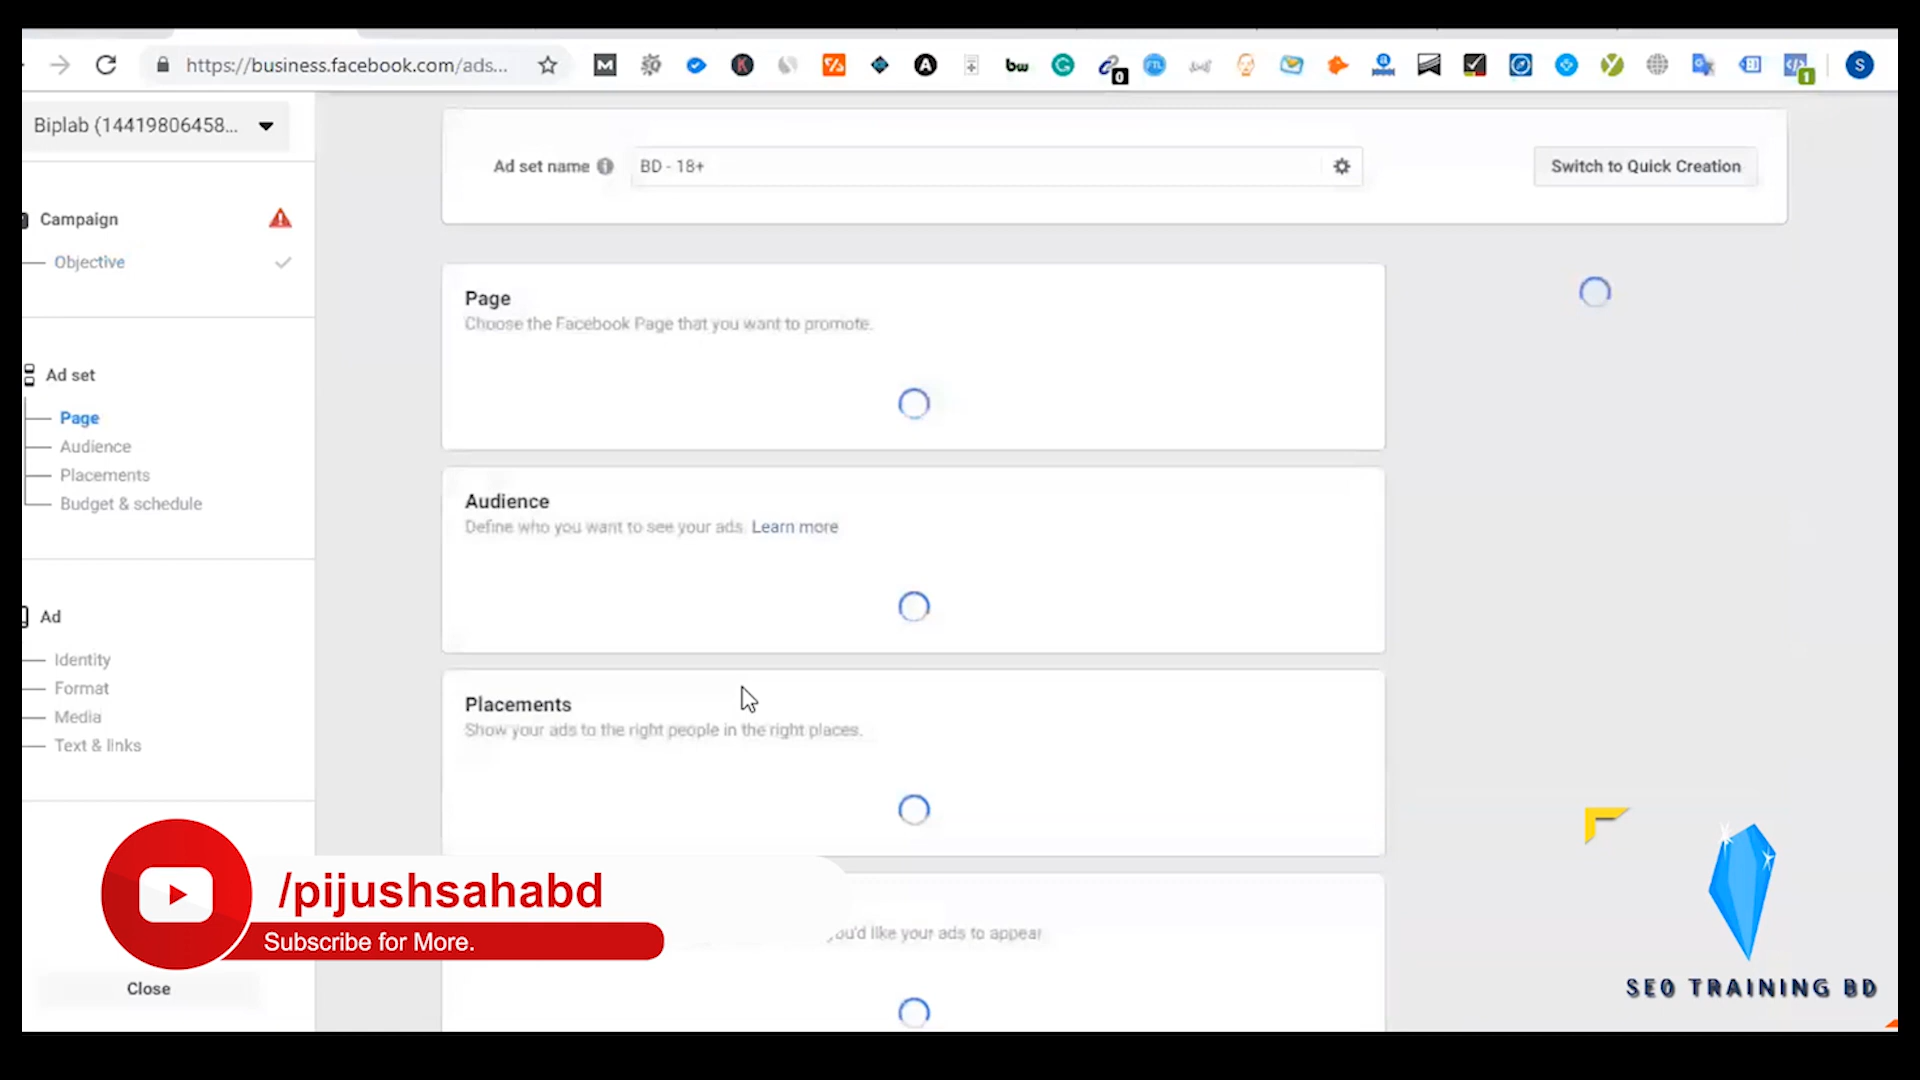 https://business.facebook.com/ads...
Biplab (14419806458...
Ad set name
BD - 18+
Switch to Quick Creation
Campaign
Objective
Page
Choose the Facebook Page that you want to promote.
Ad set
Page
Audience
Placements
Budget & schedule
Audience
Define who you want to see your ads. Learn more
Ad
Identity
Format
Media
Text & links
Placements
Show your ads to the right people in the right places.
/pijushsahabd
Subscribe for More.
you'd like your ads to appear
Close
SEO TRAINING BD